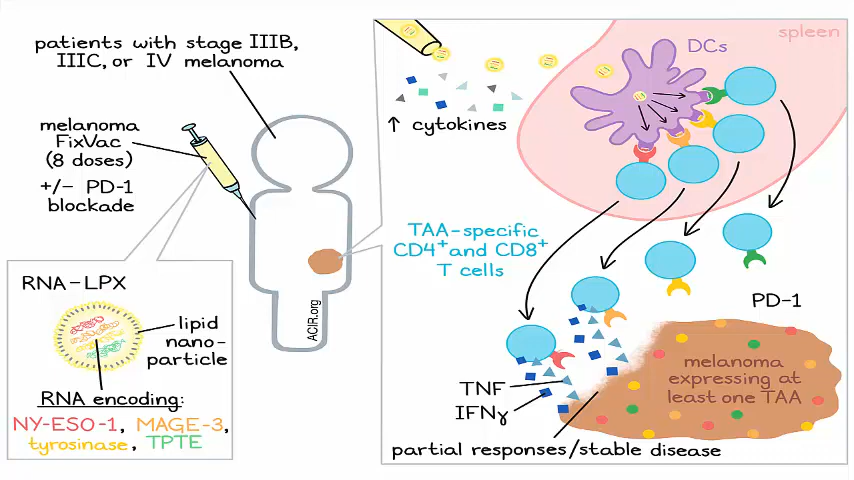 patients with stage IIIB,
IIIC, or IV melanoma
melanoma
FixVac
(8 doses)
+/- PD-1
blockade
RNA-LPX
lipid
nano-
particle
RNA encoding:
NY-ESO-1, MAGE-3,
tyrosinase, TPTE
ACIR.org
↑ cytokines
DCs
spleen
TAA-specific
CD4⁺ and CD8⁺
T cells
PD-1
TNF
IFNγ
melanoma
expressing at
least one TAA
partial responses/stable disease